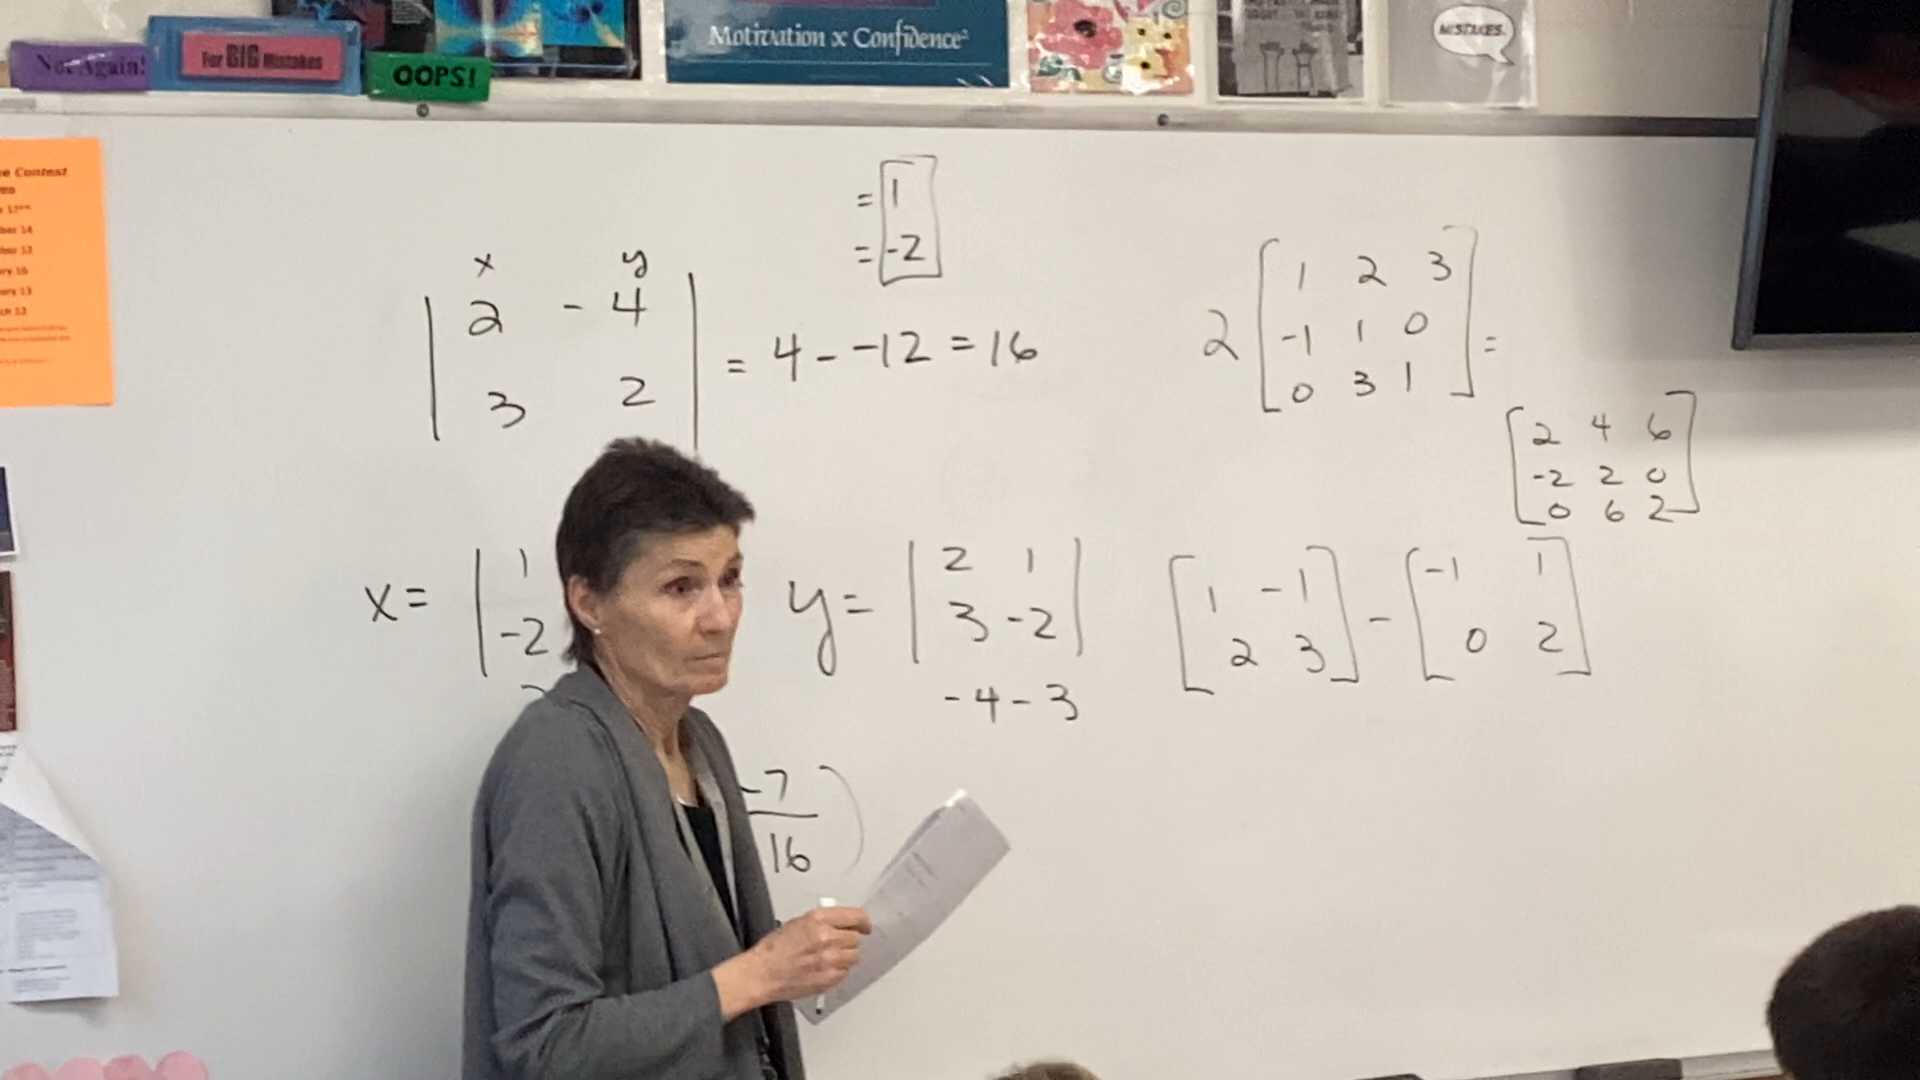 Not Again!
For BIG Mistakes
OOPS!
Motivation x Confidence²
MISTAKES.
e Contest
= 1
= -2
x y
2 - 4
3 2
= 4 - -12 = 16
2 [ 1 2 3
-1 1 0
0 3 1 ] =
[ 2 4 6
-2 2 0
0 6 2 ]
x = | 1
-2
y = | 2 1 |
3 -2
-4 - 3
-7
16 )
[ 1 -1
2 3 ] - [ -1 1
0 2 ]